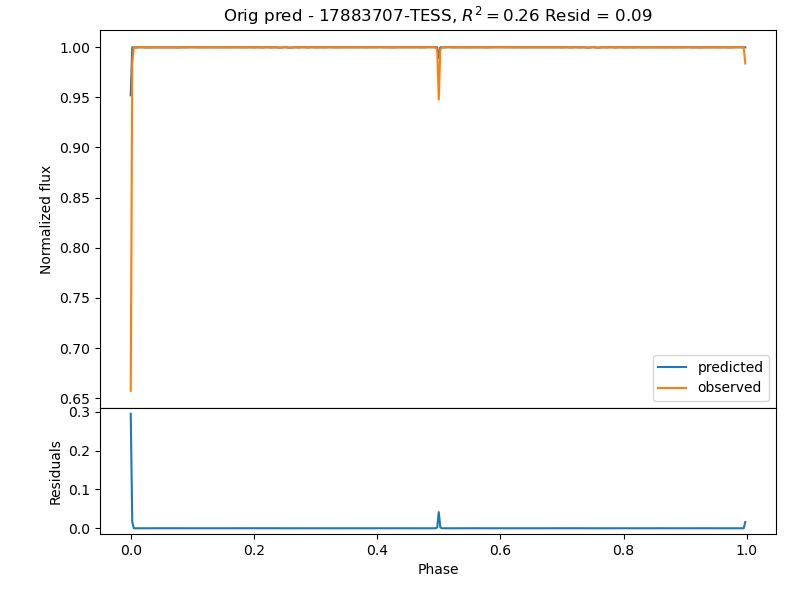 Orig pred - 17883707-TESS, R² = 0.26 Resid = 0.09
1.00
0.95
0.90
0.85
0.80
0.75
0.70
0.65
Normalized flux
predicted
observed
0.3
0.2
0.1
0.0
Residuals
0.0 0.2 0.4 0.6 0.8 1.0
Phase